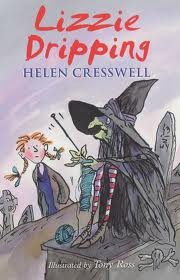 Lizzie
Dripping
HELEN CRESSWELL
Illustrated by Tony Ross